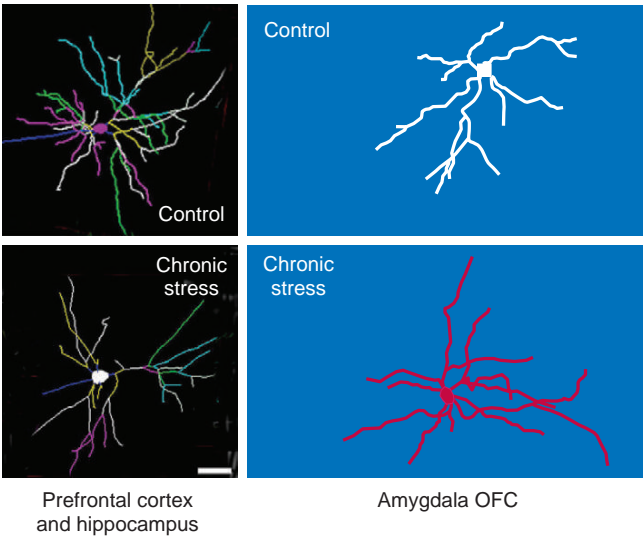 Control
Control
Chronic
stress
Chronic
stress
Prefrontal cortex
and hippocampus
Amygdala OFC